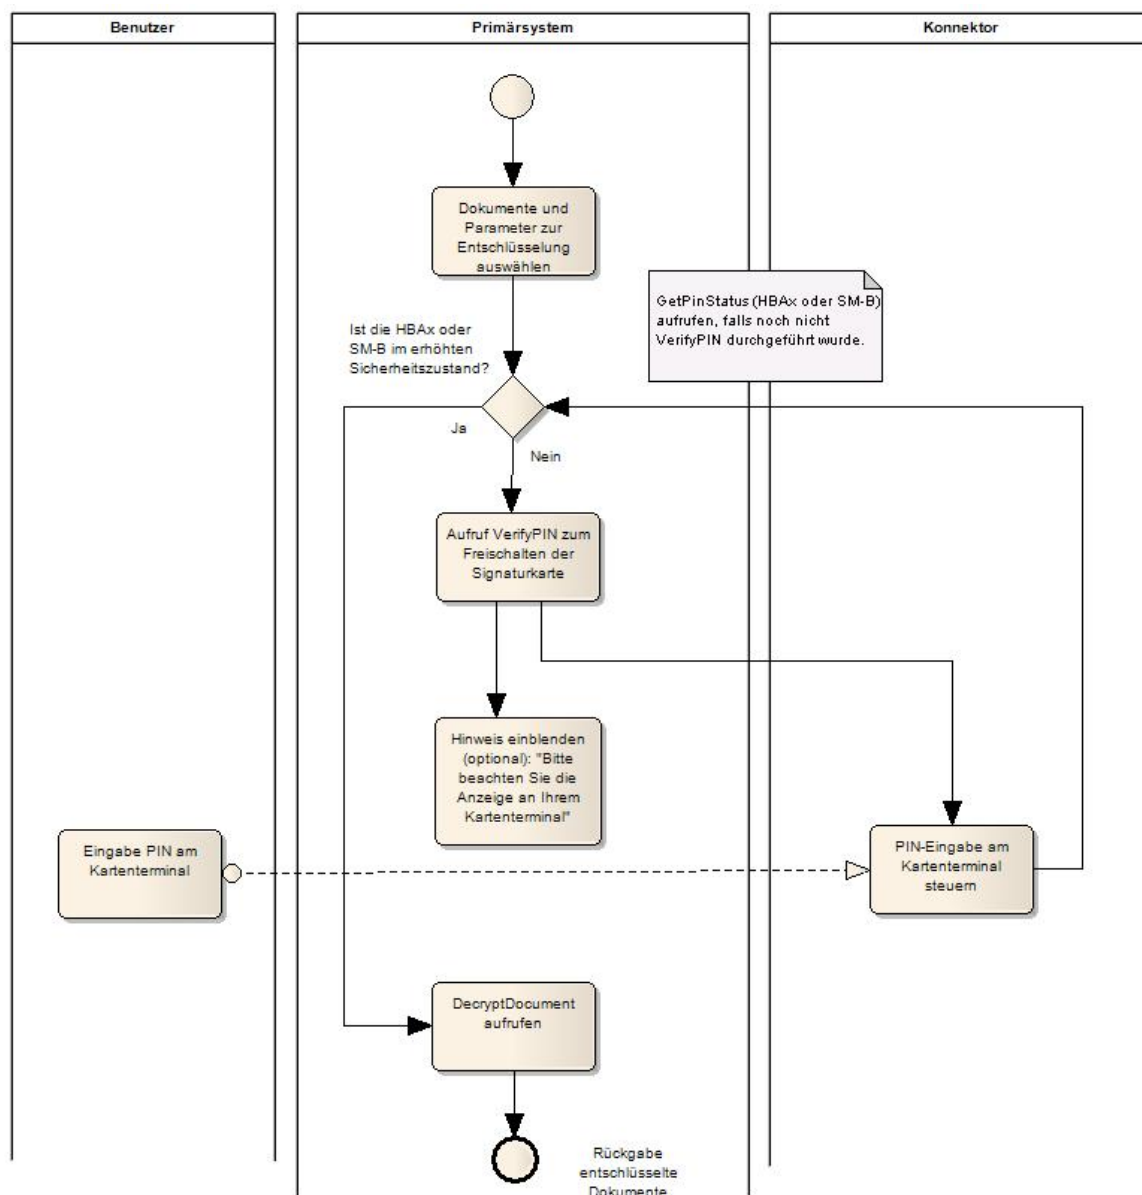 Benutzer
Primärsystem
Konnektor
Dokumente und
Parameter zur
Entschlüsselung
auswählen
GetPinStatus (HBAx oder SM-B)
aufrufen, falls noch nicht
VerifyPIN durchgeführt wurde.
Ist die HBAx oder
SM-B im erhöhten
Sicherheitszustand?
Ja
Nein
Aufruf VerifyPIN zum
Freischalten der
Signaturkarte
Hinweis einblenden
(optional): "Bitte
beachten Sie die
Anzeige an Ihrem
Kartenterminal"
Eingabe PIN am
Kartenterminal
PIN-Eingabe am
Kartenterminal
steuern
DecryptDocument
aufrufen
Rückgabe
entschlüsselte
Dokumente